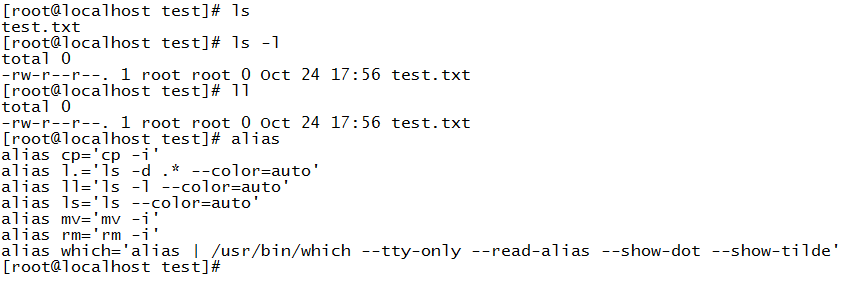 [root@localhost test]# ls
test.txt
[root@localhost test]# ls -l
total 0
-rw-r--r--. 1 root root 0 Oct 24 17:56 test.txt
[root@localhost test]# ll
total 0
-rw-r--r--. 1 root root 0 Oct 24 17:56 test.txt
[root@localhost test]# alias
alias cp='cp -i'
alias l.='ls -d .* --color=auto'
alias ll='ls -l --color=auto'
alias ls='ls --color=auto'
alias mv='mv -i'
alias rm='rm -i'
alias which='alias | /usr/bin/which --tty-only --read-alias --show-dot --show-tilde'
[root@localhost test]#